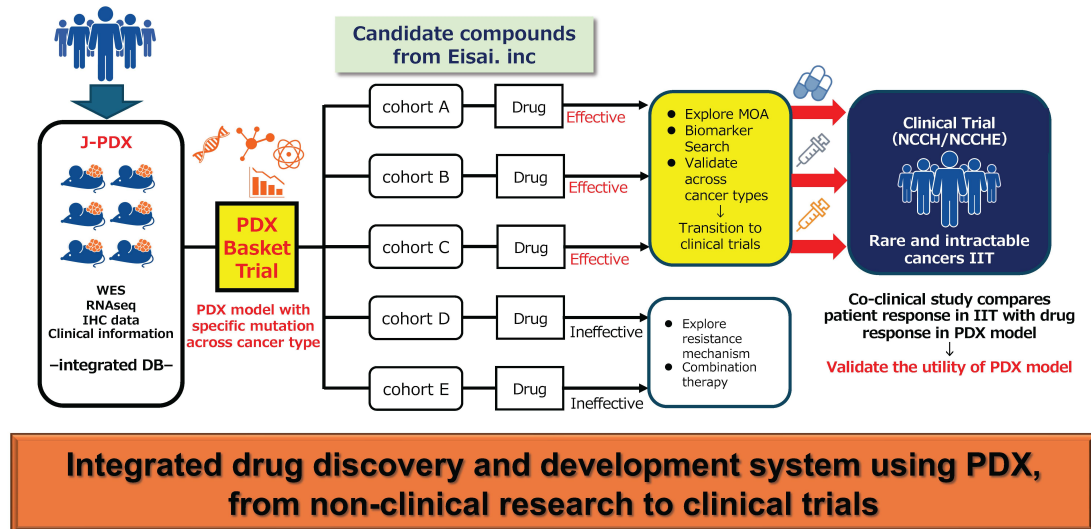 J-PDX
WES
RNAseq
IHC data
Clinical information
–integrated DB–
PDX
Basket
Trial
PDX model with
specific mutation
across cancer type
Candidate compounds
from Eisai. inc
cohort A
Drug
Effective
cohort B
Drug
Effective
cohort C
Drug
Effective
cohort D
Drug
Ineffective
cohort E
Drug
Ineffective
● Explore MOA
● Biomarker
Search
● Validate
across
cancer types
↓
Transition to
clinical trials
● Explore
resistance
mechanism
● Combination
therapy
Clinical Trial
(NCCH/NCCHE)
Rare and intractable
cancers IIT
Co-clinical study compares
patient response in IIT with drug
response in PDX model
↓
Validate the utility of PDX model
Integrated drug discovery and development system using PDX,
from non-clinical research to clinical trials